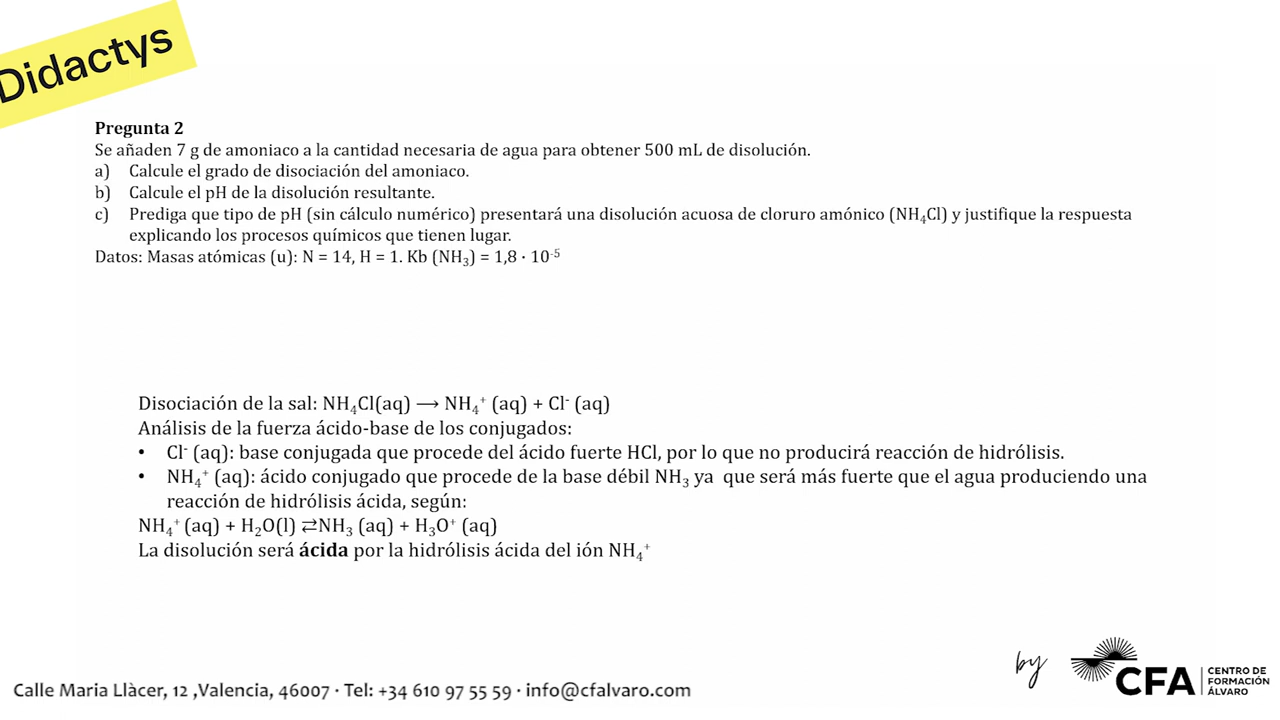 Didactys
Pregunta 2
Se añaden 7 g de amoniaco a la cantidad necesaria de agua para obtener 500 mL de disolución.
a) Calcule el grado de disociación del amoniaco.
b) Calcule el pH de la disolución resultante.
c) Prediga que tipo de pH (sin cálculo numérico) presentará una disolución acuosa de cloruro amónico (NH₄Cl) y justifique la respuesta
explicando los procesos químicos que tienen lugar.
Datos: Masas atómicas (u): N = 14, H = 1. Kb (NH₃) = 1,8 · 10⁻⁵
Disociación de la sal: NH₄Cl(aq) ⟶ NH₄⁺ (aq) + Cl⁻ (aq)
Análisis de la fuerza ácido-base de los conjugados:
• Cl⁻ (aq): base conjugada que procede del ácido fuerte HCl, por lo que no producirá reacción de hidrólisis.
• NH₄⁺ (aq): ácido conjugado que procede de la base débil NH₃ ya que será más fuerte que el agua produciendo una
reacción de hidrólisis ácida, según:
NH₄⁺ (aq) + H₂O(l) ⇄NH₃ (aq) + H₃O⁺ (aq)
La disolución será ácida por la hidrólisis ácida del ión NH₄⁺
by
CFA
CENTRO DE
FORMACIÓN
ÁLVARO
Calle Maria Llàcer, 12 ,Valencia, 46007 · Tel: +34 610 97 55 59 · info@cfalvaro.com